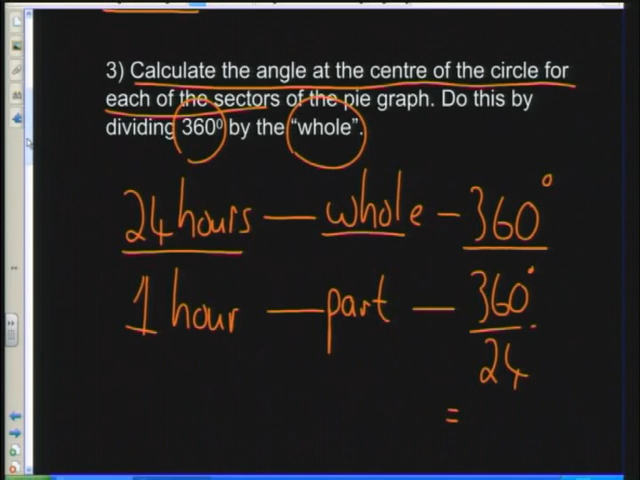 3) Calculate the angle at the centre of the circle for
each of the sectors of the pie graph. Do this by
dividing 360⁰ by the “whole”.
24 hours — whole — 360°
1 hour — part — 360°
24
=